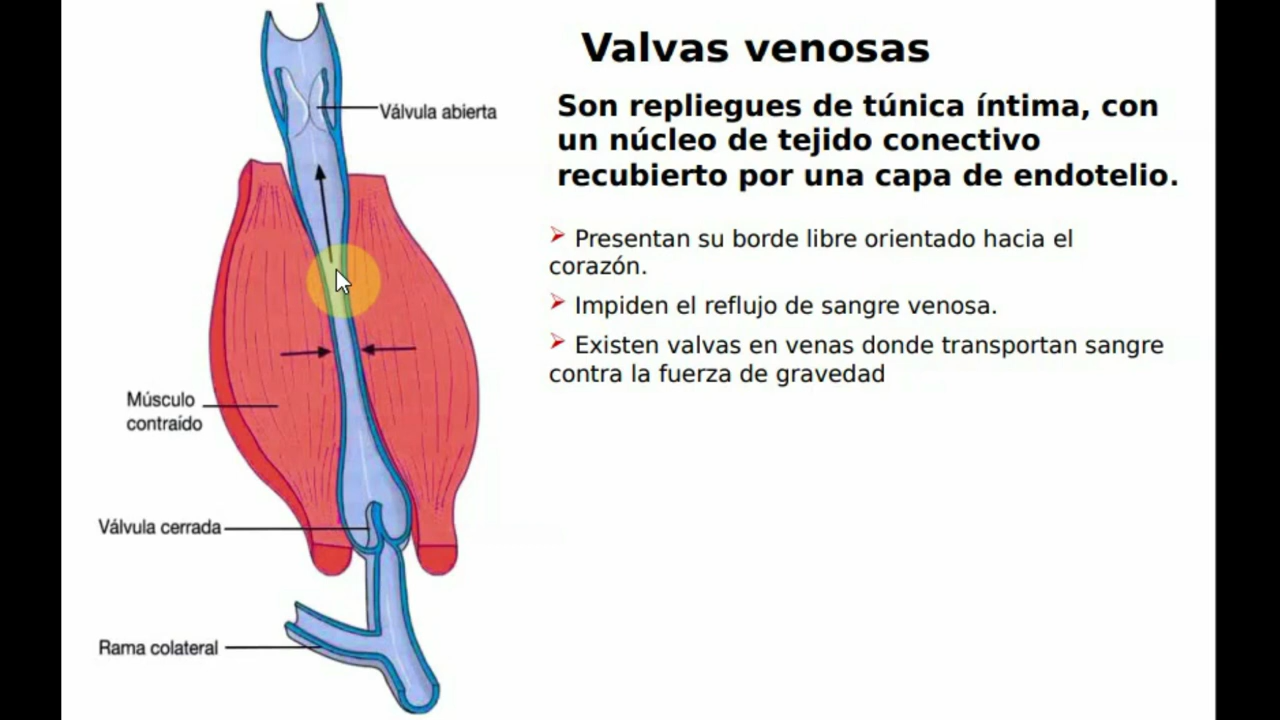 Valvas venosas
Son repliegues de túnica íntima, con
un núcleo de tejido conectivo
recubierto por una capa de endotelio.
Presentan su borde libre orientado hacia el
corazón.
Impiden el reflujo de sangre venosa.
Existen valvas en venas donde transportan sangre
contra la fuerza de gravedad
Válvula abierta
Músculo
contraído
Válvula cerrada
Rama colateral